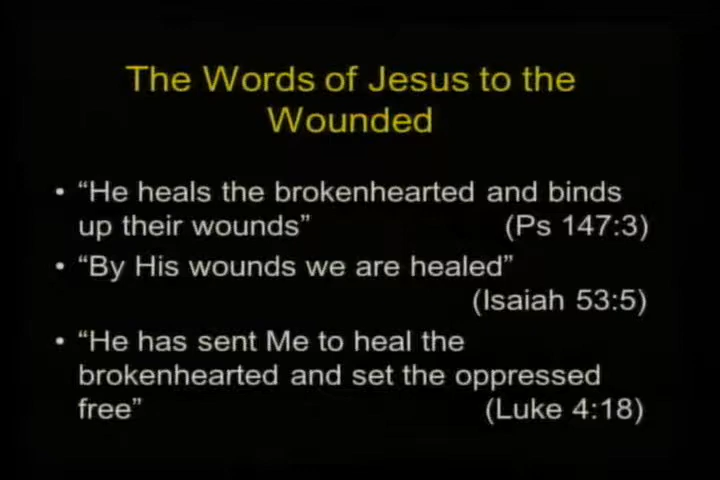 The Words of Jesus to the
Wounded
• “He heals the brokenhearted and binds
up their wounds” (Ps 147:3)
• “By His wounds we are healed”
(Isaiah 53:5)
• “He has sent Me to heal the
brokenhearted and set the oppressed
free” (Luke 4:18)